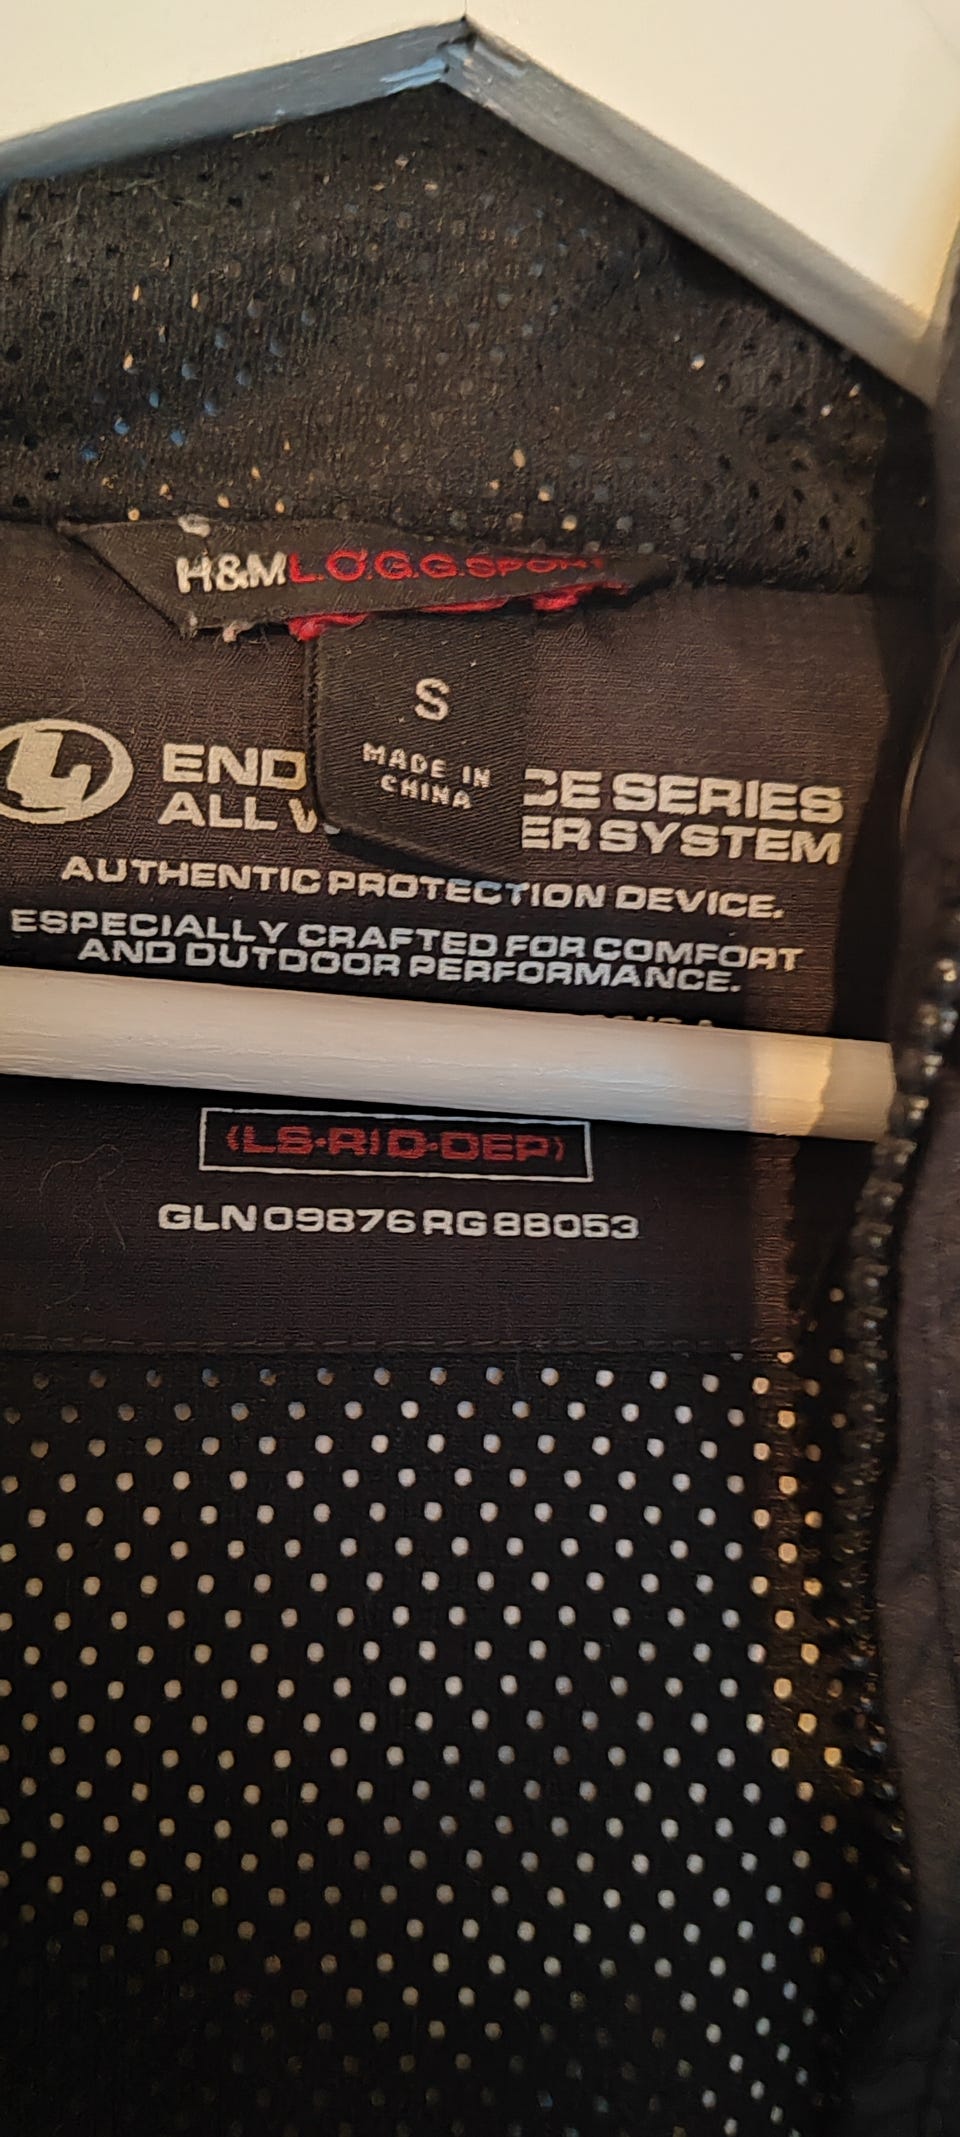 H&M L.O.G.G. SPORT
S
MADE IN
CHINA
END CE SERIES
ALL W ER SYSTEM
AUTHENTIC PROTECTION DEVICE.
ESPECIALLY CRAFTED FOR COMFORT
AND OUTDOOR PERFORMANCE.
(LS-RID-DEP)
GLN 09876 RG 88053